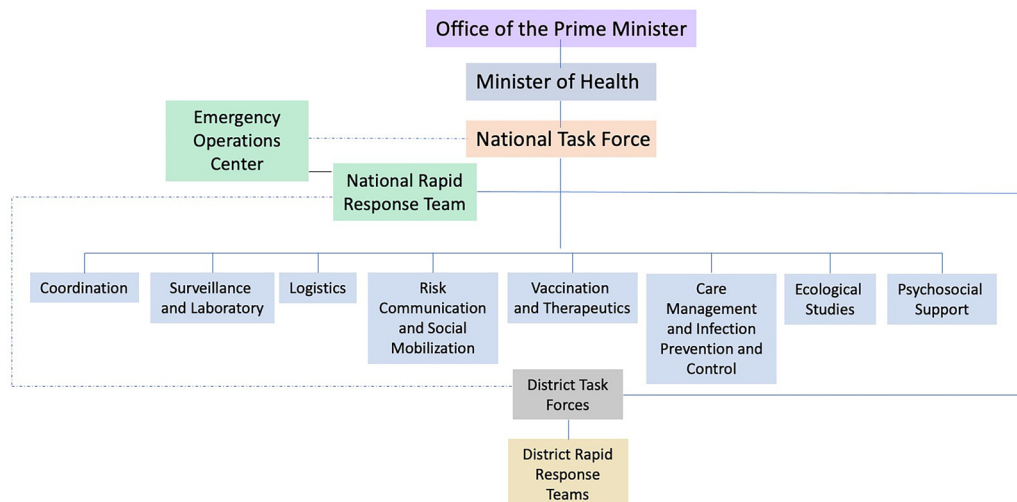 Office of the Prime Minister
Minister of Health
Emergency
Operations
Center
National Task Force
National Rapid
Response Team
Coordination
Surveillance
and Laboratory
Logistics
Risk
Communication
and Social
Mobilization
Vaccination
and Therapeutics
Care
Management
and Infection
Prevention and
Control
Ecological
Studies
Psychosocial
Support
District Task
Forces
District Rapid
Response
Teams